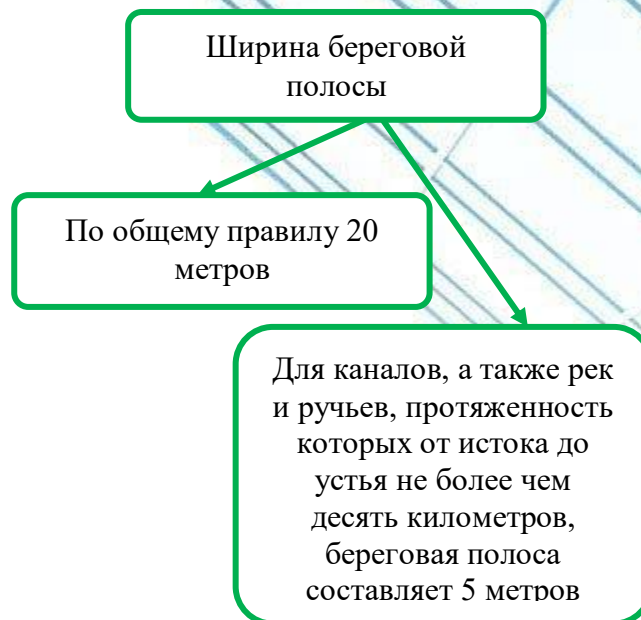 Ширина береговой
полосы
По общему правилу 20
метров
Для каналов, а также рек
и ручьев, протяженность
которых от истока до
устья не более чем
десять километров,
береговая полоса
составляет 5 метров